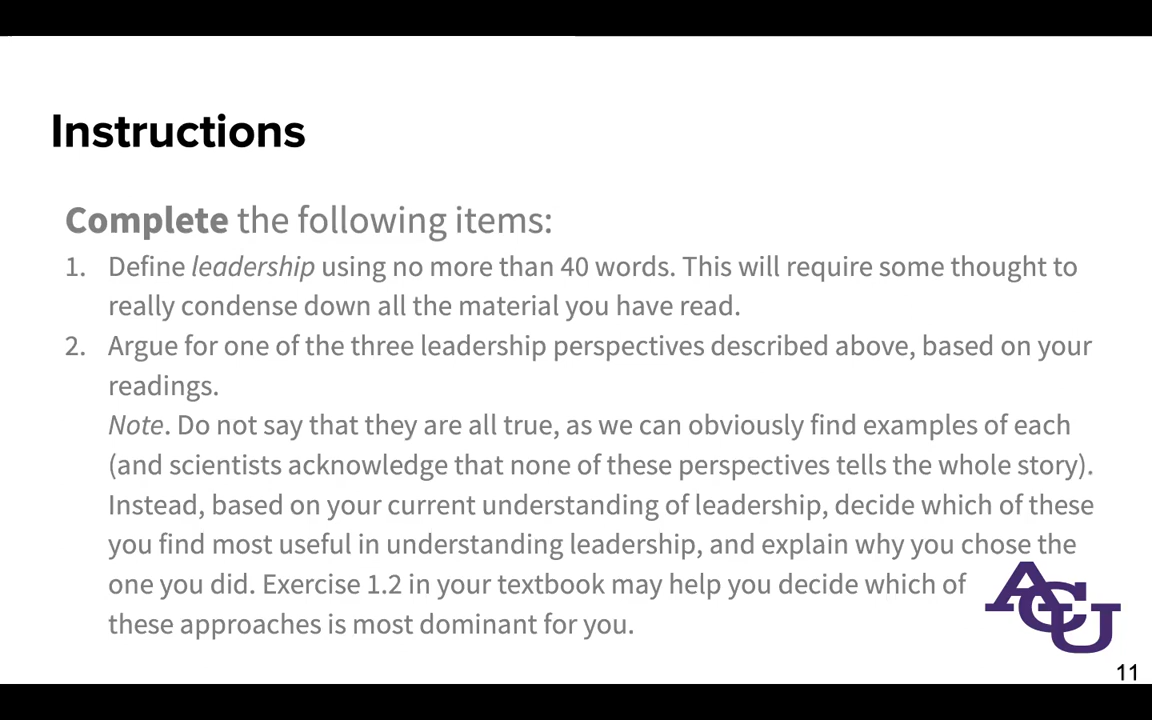 Instructions
Complete the following items:
1. Define leadership using no more than 40 words. This will require some thought to
really condense down all the material you have read.
2. Argue for one of the three leadership perspectives described above, based on your
readings.
Note. Do not say that they are all true, as we can obviously find examples of each
(and scientists acknowledge that none of these perspectives tells the whole story).
Instead, based on your current understanding of leadership, decide which of these
you find most useful in understanding leadership, and explain why you chose the
one you did. Exercise 1.2 in your textbook may help you decide which of
these approaches is most dominant for you.
ACU
11